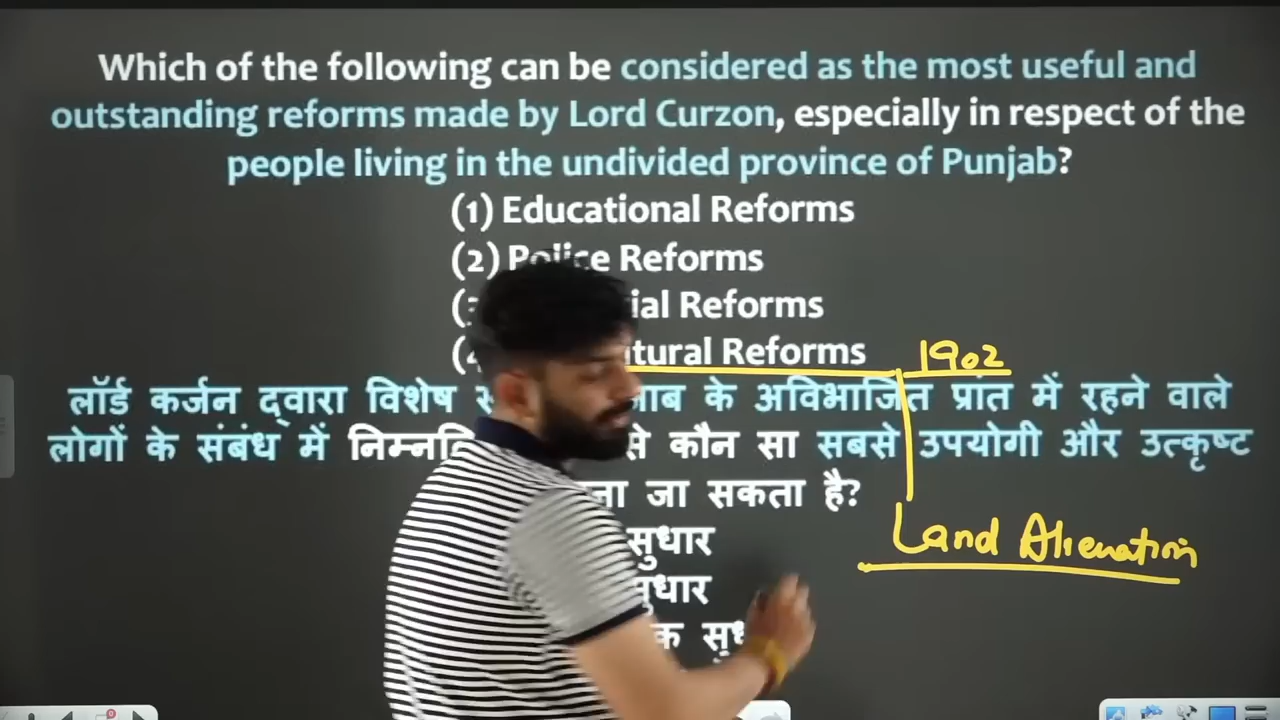 Which of the following can be considered as the most useful and
outstanding reforms made by Lord Curzon, especially in respect of the
people living in the undivided province of Punjab?
(1) Educational Reforms
(2) Police Reforms
Reforms
Reforms
1902
लॉर्ड कर्जन द्वारा विशेष के अविभाजित प्रांत में रहने वाले
लोगों के संबंध में कौन सा सबसे उपयोगी और उत्कृष्ट
जा सकता है?
Land Alienation
सुधार